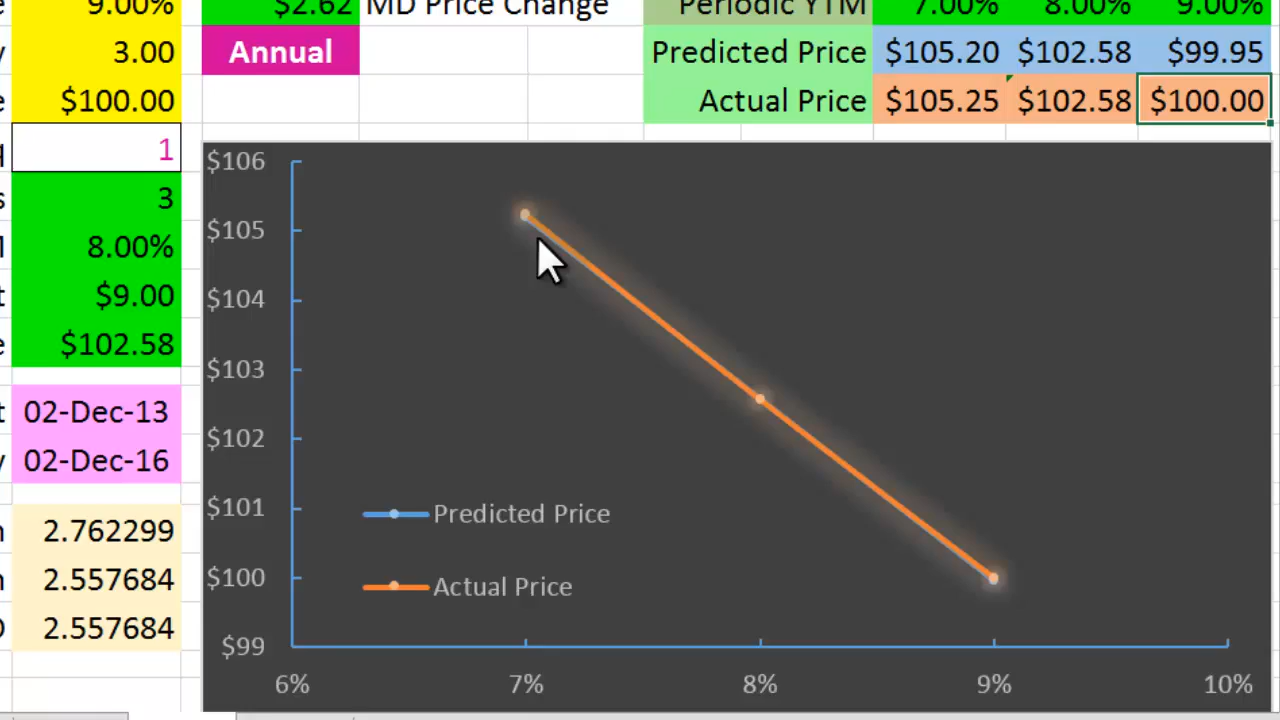 9.00% $2.62 MD Price Change Periodic YTM 7.00% 8.00% 9.00%
3.00 Annual Predicted Price $105.20 $102.58 $99.95
$100.00 Actual Price $105.25 $102.58 $100.00
1
3
8.00%
$9.00
$102.58
02-Dec-13
02-Dec-16
2.762299
2.557684
2.557684
$106
$105
$104
$103
$102
$101
$100
$99
Predicted Price
Actual Price
6% 7% 8% 9% 10%